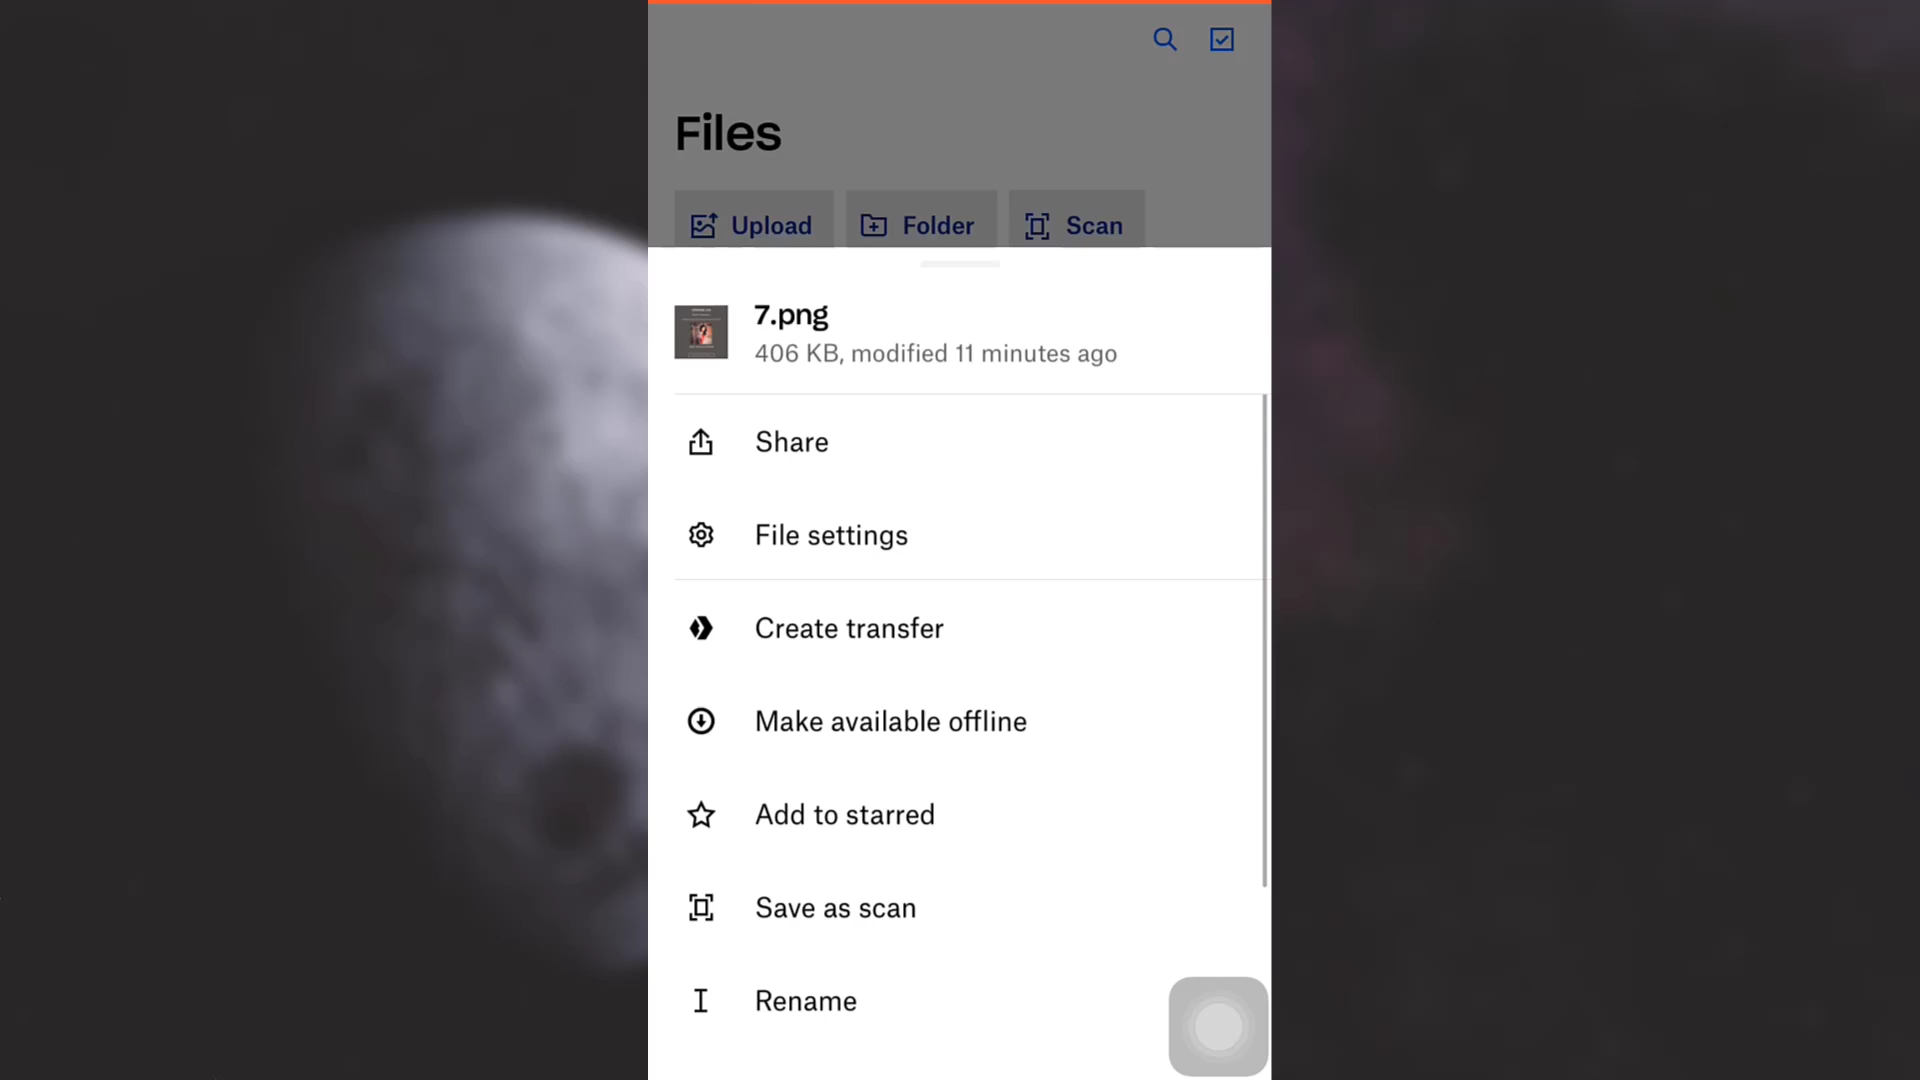 Files
Upload Folder Scan
7.png
406 KB, modified 11 minutes ago
Share
File settings
Create transfer
Make available offline
Add to starred
Save as scan
Rename